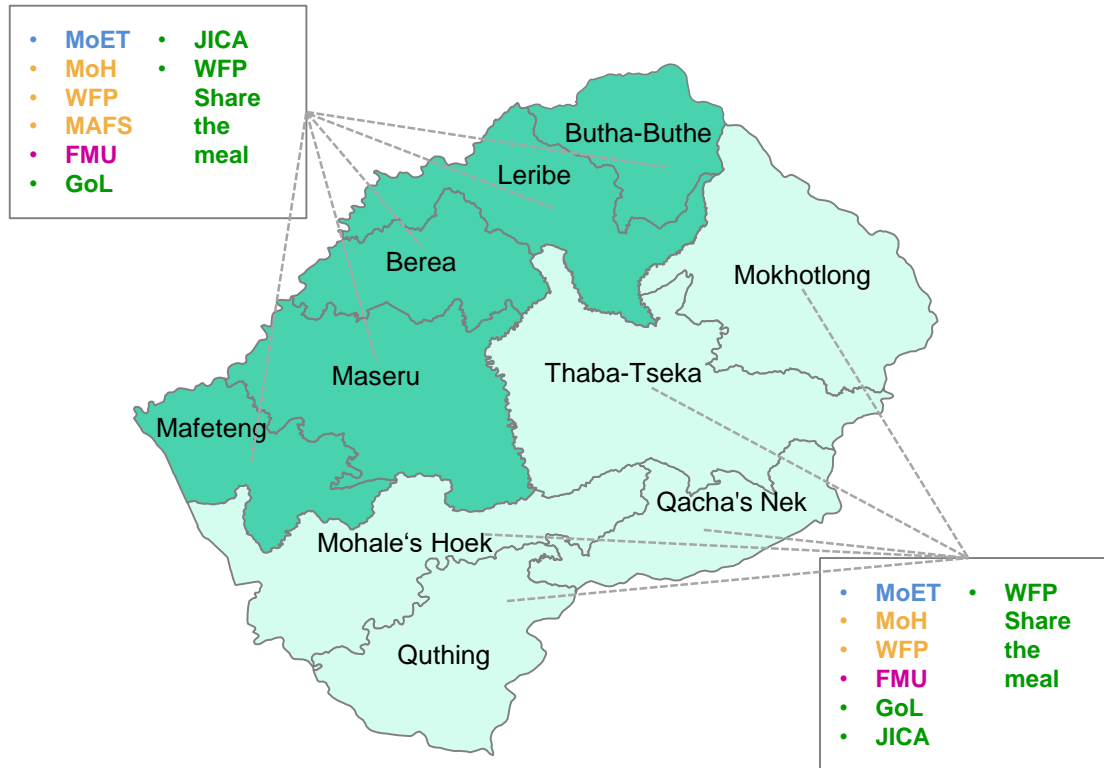 MoET
MoH
WFP
MAFS
FMU
GoL
JICA
WFP
Share
the
meal
Butha-Buthe
Leribe
Berea
Mokhotlong
Maseru
Thaba-Tseka
Mafeteng
Qacha's Nek
Mohale‘s Hoek
Quthing
MoET
MoH
WFP
FMU
GoL
JICA
WFP
Share
the
meal